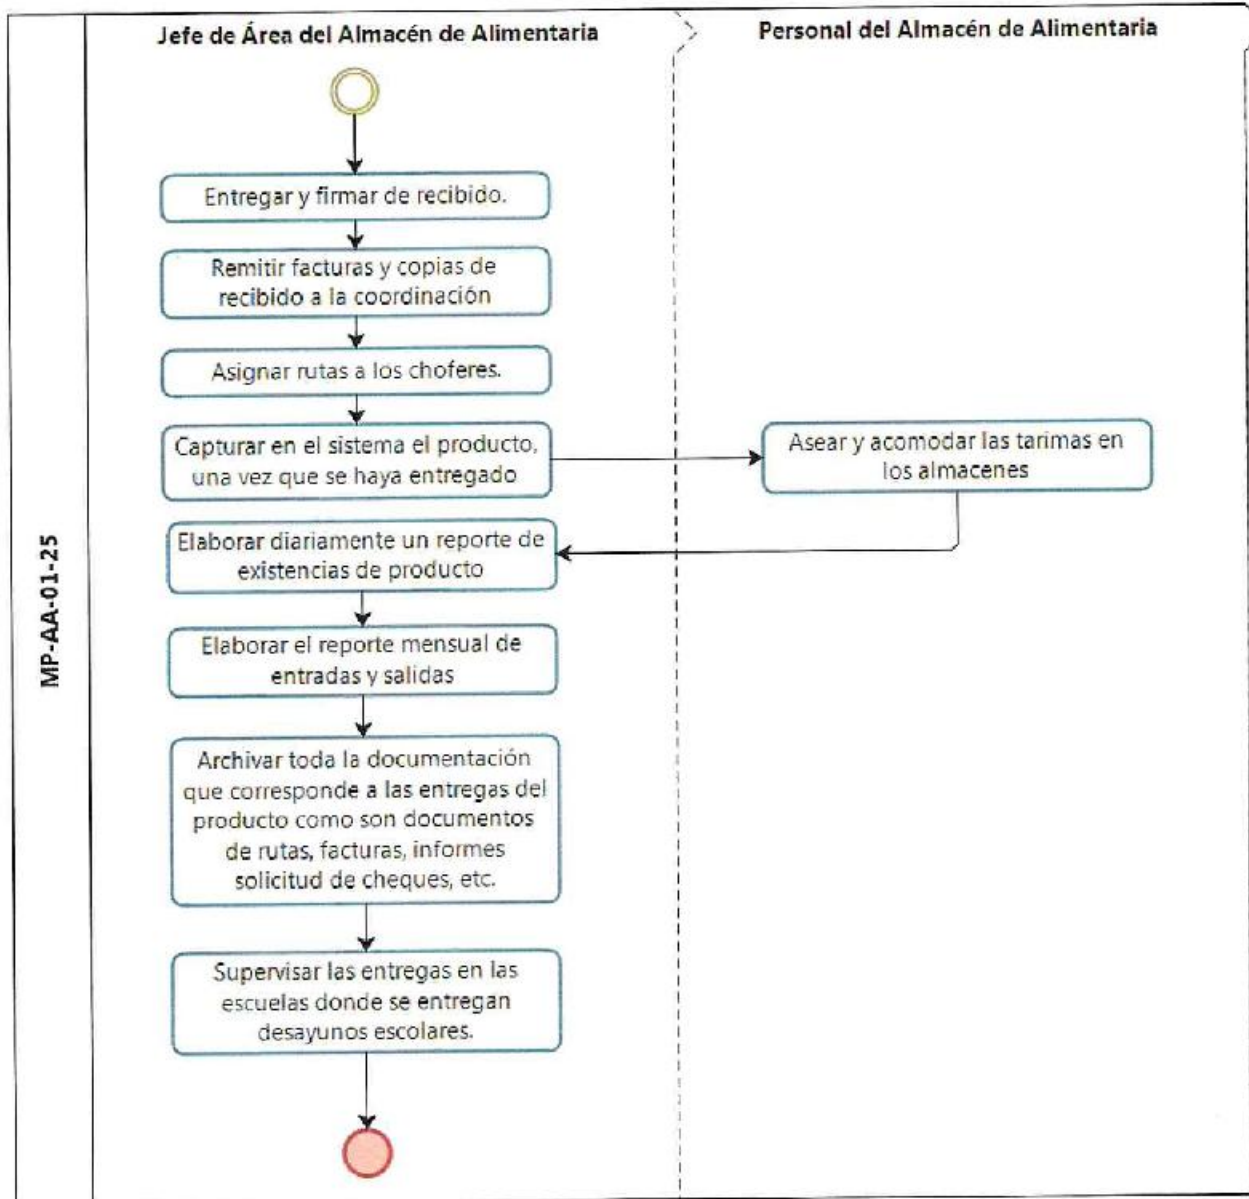 Jefe de Área del Almacén de Alimentaria
Personal del Almacén de Alimentaria
MP-AA-01-25
Entregar y firmar de recibido.
Remitir facturas y copias de
recibido a la coordinación
Asignar rutas a los choferes.
Capturar en el sistema el producto,
una vez que se haya entregado
Asear y acomodar las tarimas en
los almacenes
Elaborar diariamente un reporte de
existencias de producto
Elaborar el reporte mensual de
entradas y salidas
Archivar toda la documentación
que corresponde a las entregas del
producto como son documentos
de rutas, facturas, informes
solicitud de cheques, etc.
Supervisar las entregas en las
escuelas donde se entregan
desayunos escolares.